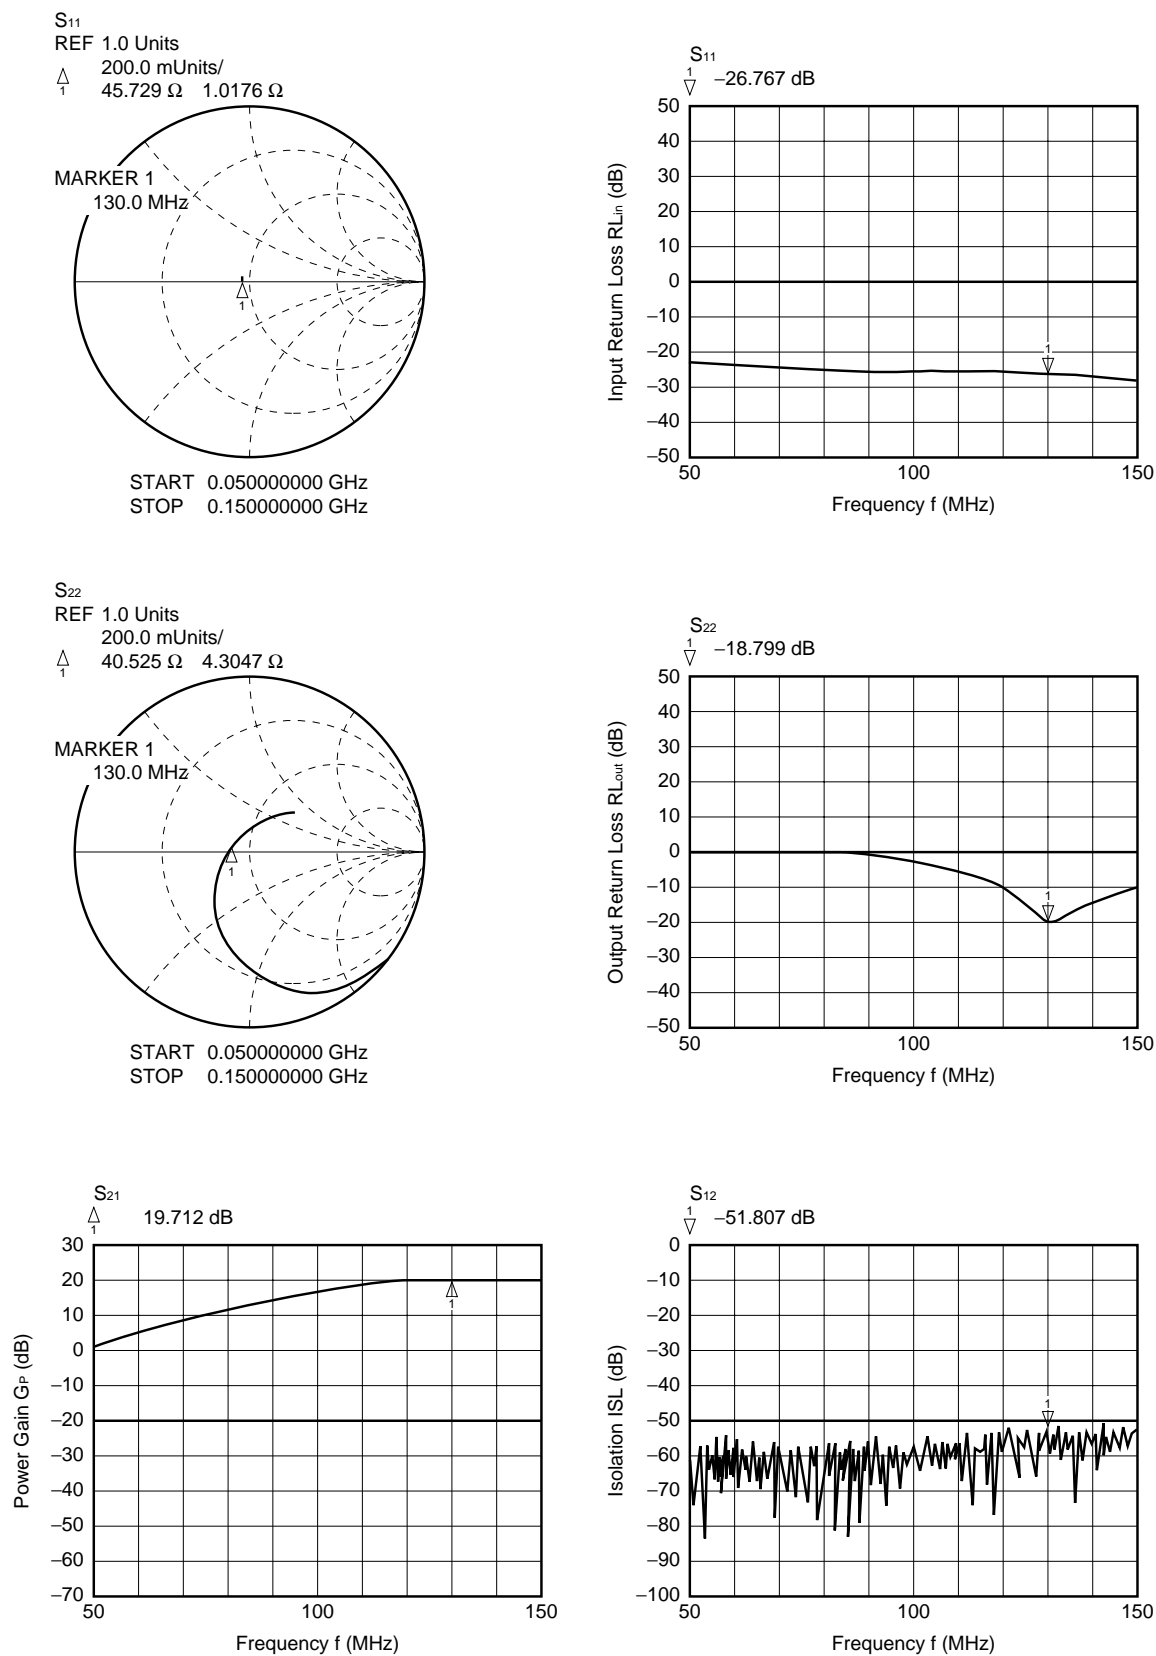 S11
REF 1.0 Units
200.0 mUnits/
1
45.729 Ω 1.0176 Ω
MARKER 1
130.0 MHz
1
START 0.050000000 GHz
STOP 0.150000000 GHz
S11
1
−26.767 dB
50
40
30
20
10
0
−10
−20
−30
−40
−50
1
50 100 150
Input Return Loss RLin (dB)
Frequency f (MHz)
S22
REF 1.0 Units
200.0 mUnits/
1
40.525 Ω 4.3047 Ω
MARKER 1
130.0 MHz
1
START 0.050000000 GHz
STOP 0.150000000 GHz
S22
1
−18.799 dB
50
40
30
20
10
0
−10
−20
−30
−40
−50
1
50 100 150
Output Return Loss RLout (dB)
Frequency f (MHz)
S21
1
19.712 dB
30
20
10
0
−10
−20
−30
−40
−50
−60
−70
1
50 100 150
Power Gain GP (dB)
Frequency f (MHz)
S12
1
−51.807 dB
0
−10
−20
−30
−40
−50
−60
−70
−80
−90
−100
1
50 100 150
Isolation ISL (dB)
Frequency f (MHz)